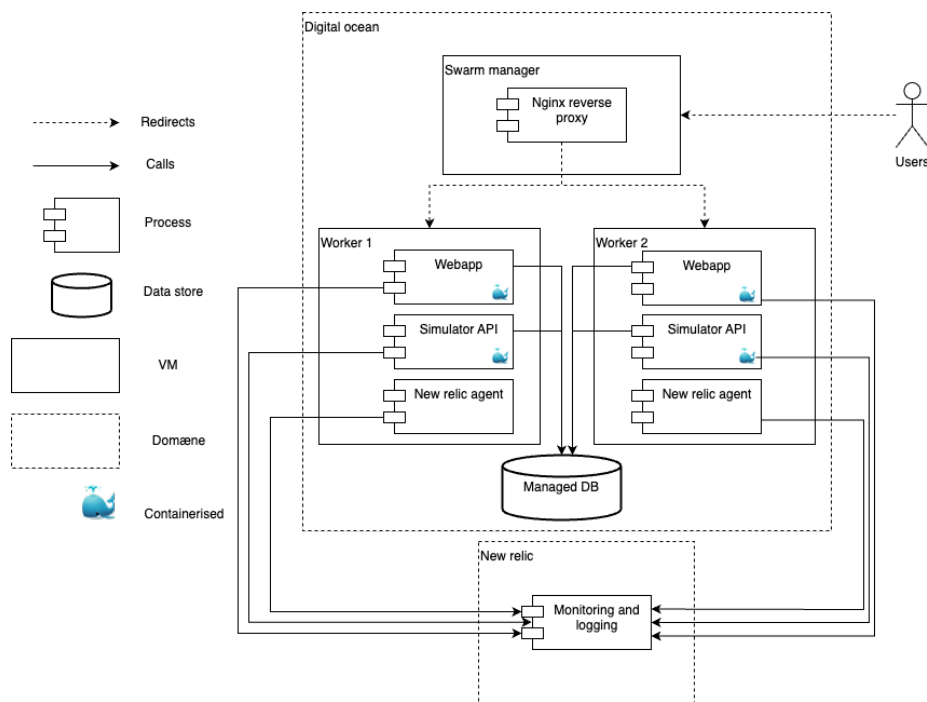 Digital ocean
Swarm manager
Nginx reverse
proxy
Redirects
Users
Calls
Process
Worker 1
Worker 2
Webapp
Webapp
Data store
Simulator API
Simulator API
VM
New relic agent
New relic agent
Domæne
Managed DB
Containerised
New relic
Monitoring and
logging